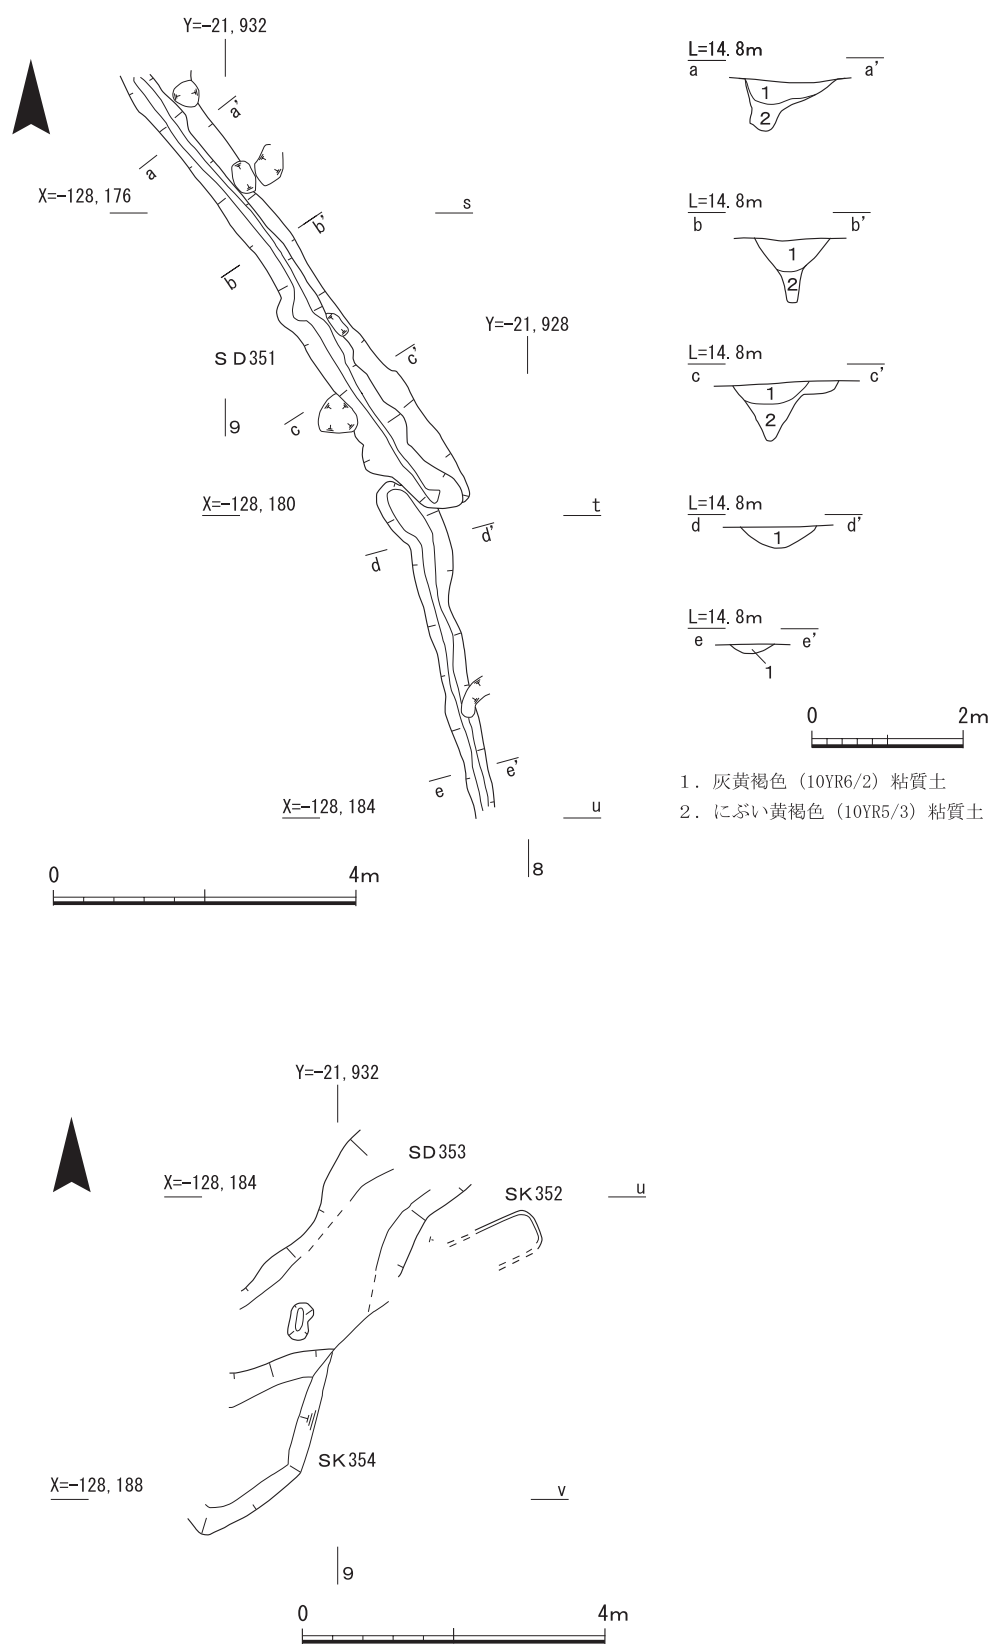 Y=-21,932
a'
a
X=-128,176
s
b'
b
Y=-21,928
c'
SD351
9
c
X=-128,180
t
d'
d
e'
e
X=-128,184
u
8
0 4m
L=14.8m
a a'
1
2
L=14.8m
b b'
1
2
L=14.8m
c c'
1
2
L=14.8m
d d'
1
L=14.8m
e e'
1
0 2m
1．灰黄褐色（10YR6/2）粘質土
2．にぶい黄褐色（10YR5/3）粘質土
Y=-21,932
SD353
X=-128,184
SK352
u
SK354
X=-128,188
v
9
0 4m